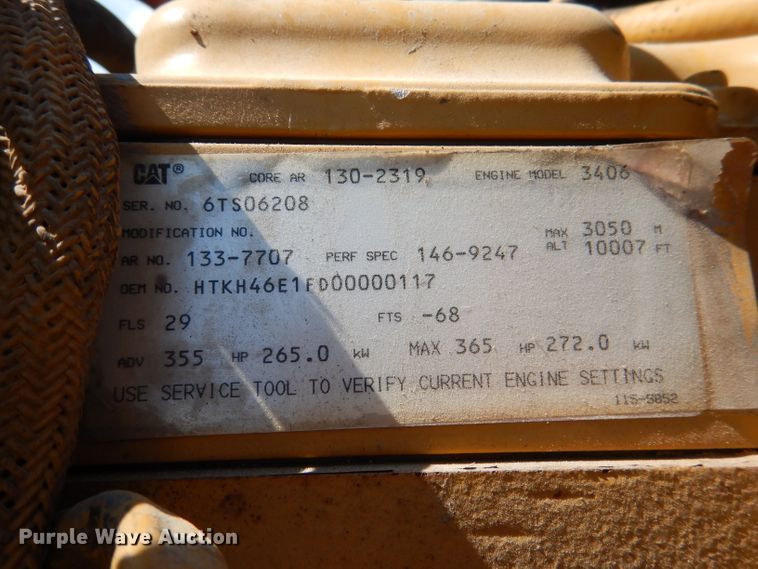 CAT® CORE AR 130-2319 ENGINE MODEL 3406
SER. NO. 6TS06208
MODIFICATION NO. MAX 3050 M
AR NO. 133-7707 PERF SPEC 146-9247 ALT 10007 FT
OEM NO. HTKH46E1FD00000117
FLS 29 FTS -68
ADV 355 HP 265.0 kW MAX 365 HP 272.0 kW
USE SERVICE TOOL TO VERIFY CURRENT ENGINE SETTINGS
115-5852
Purple Wave Auction